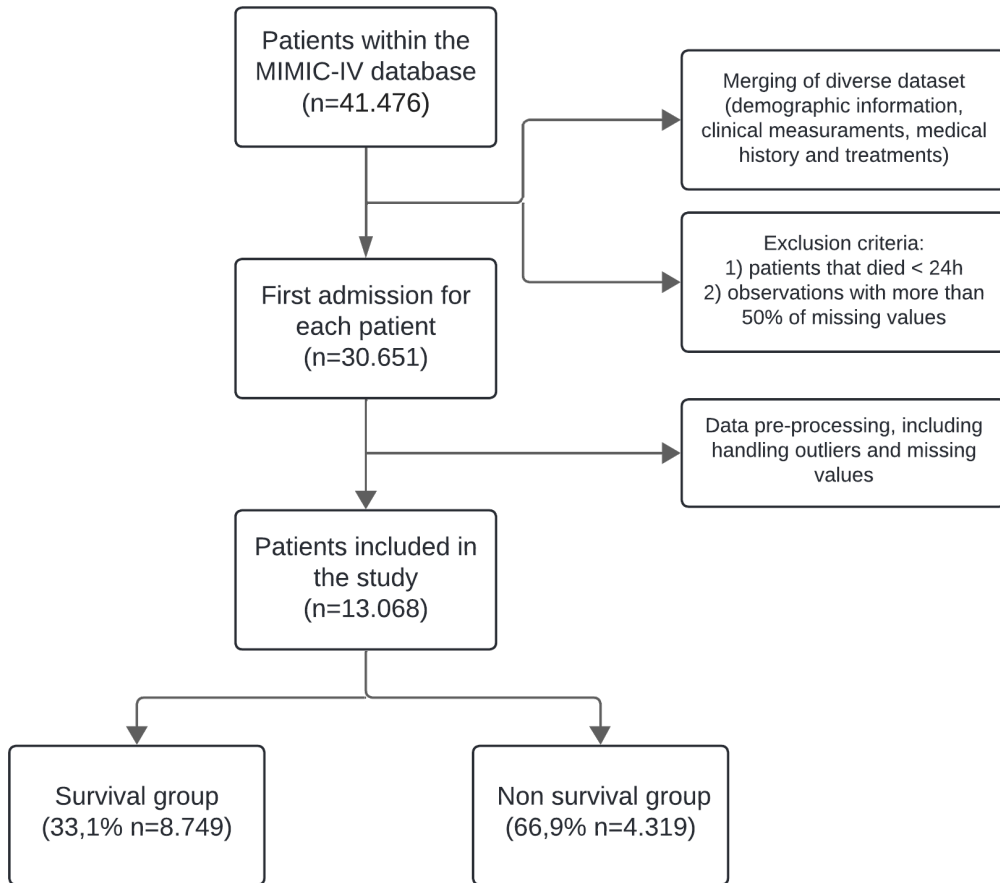 Patients within the
MIMIC-IV database
(n=41.476)
Merging of diverse dataset
(demographic information,
clinical measuraments, medical
history and treatments)
Exclusion criteria:
1) patients that died < 24h
2) observations with more than
50% of missing values
First admission for
each patient
(n=30.651)
Data pre-processing, including
handling outliers and missing
values
Patients included in
the study
(n=13.068)
Survival group
(33,1% n=8.749)
Non survival group
(66,9% n=4.319)